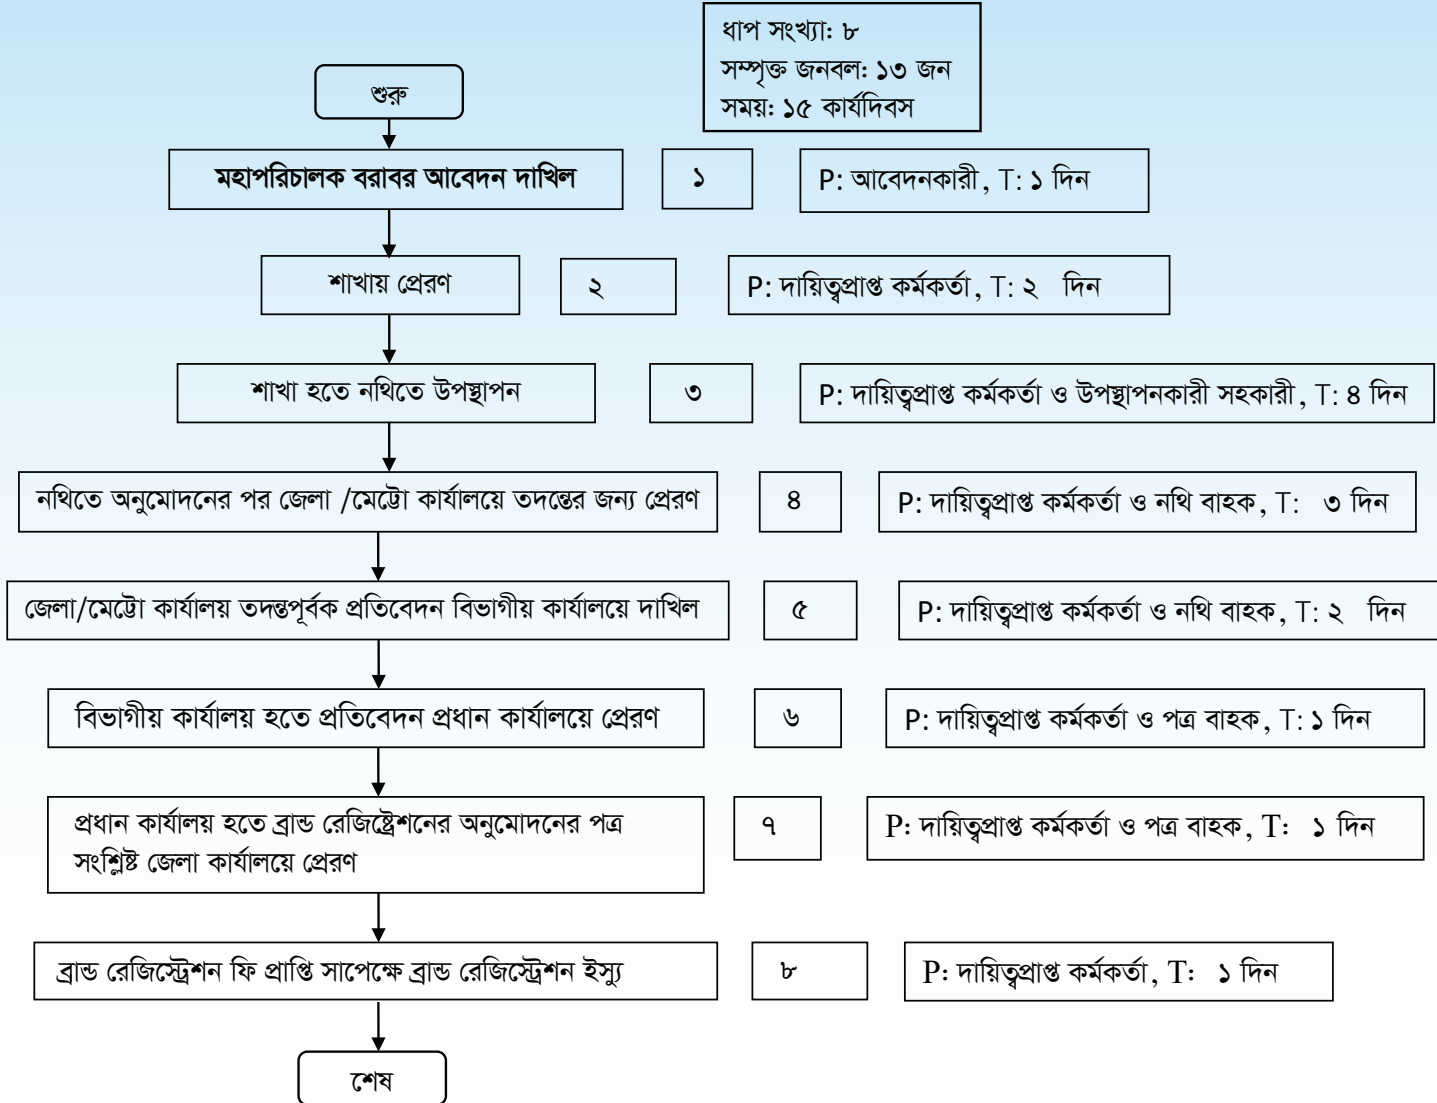 ধাপ সংখ্যা: ৮
সম্পৃক্ত জনবল: ১৩ জন
সময়: ১৫ কার্যদিবস
শুরু
মহাপরিচালক বরাবর আবেদন দাখিল
১
P: আবেদনকারী, T: ১ দিন
শাখায় প্রেরণ
২
P: দায়িত্বপ্রাপ্ত কর্মকর্তা, T: ২ দিন
শাখা হতে নথিতে উপস্থাপন
৩
P: দায়িত্বপ্রাপ্ত কর্মকর্তা ও উপস্থাপনকারী সহকারী, T: ৪ দিন
নথিতে অনুমোদনের পর জেলা /মেট্টো কার্যালয়ে তদন্তের জন্য প্রেরণ
৪
P: দায়িত্বপ্রাপ্ত কর্মকর্তা ও নথি বাহক, T: ৩ দিন
জেলা/মেট্টো কার্যালয় তদন্তপূর্বক প্রতিবেদন বিভাগীয় কার্যালয়ে দাখিল
৫
P: দায়িত্বপ্রাপ্ত কর্মকর্তা ও নথি বাহক, T: ২ দিন
বিভাগীয় কার্যালয় হতে প্রতিবেদন প্রধান কার্যালয়ে প্রেরণ
৬
P: দায়িত্বপ্রাপ্ত কর্মকর্তা ও পত্র বাহক, T: ১ দিন
প্রধান কার্যালয় হতে ব্রান্ড রেজিষ্ট্রেশনের অনুমোদনের পত্র
সংশ্লিষ্ট জেলা কার্যালয়ে প্রেরণ
৭
P: দায়িত্বপ্রাপ্ত কর্মকর্তা ও পত্র বাহক, T: ১ দিন
ব্রান্ড রেজিস্ট্রেশন ফি প্রাপ্তি সাপেক্ষে ব্রান্ড রেজিস্ট্রেশন ইস্যু
৮
P: দায়িত্বপ্রাপ্ত কর্মকর্তা, T: ১ দিন
শেষ